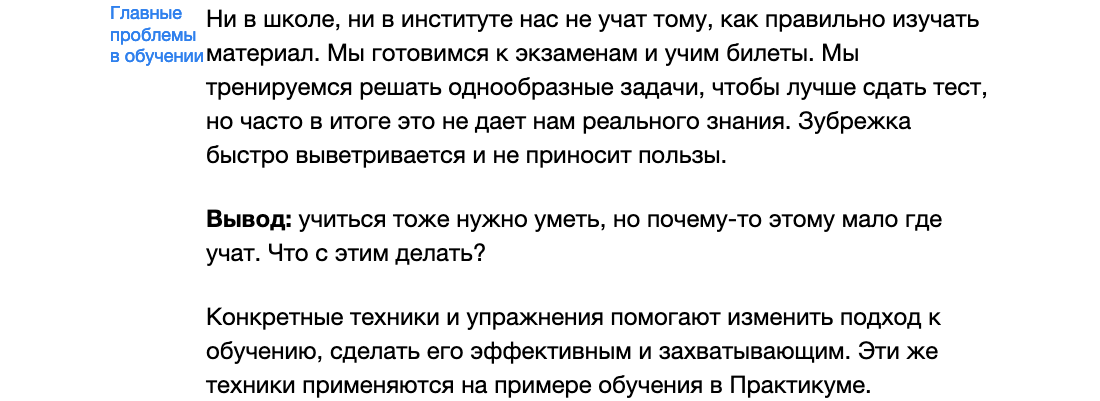 Главные
проблемы
в обучении
Ни в школе, ни в институте нас не учат тому, как правильно изучать
материал. Мы готовимся к экзаменам и учим билеты. Мы
тренируемся решать однообразные задачи, чтобы лучше сдать тест,
но часто в итоге это не дает нам реального знания. Зубрежка
быстро выветривается и не приносит пользы.
Вывод: учиться тоже нужно уметь, но почему-то этому мало где
учат. Что с этим делать?
Конкретные техники и упражнения помогают изменить подход к
обучению, сделать его эффективным и захватывающим. Эти же
техники применяются на примере обучения в Практикуме.